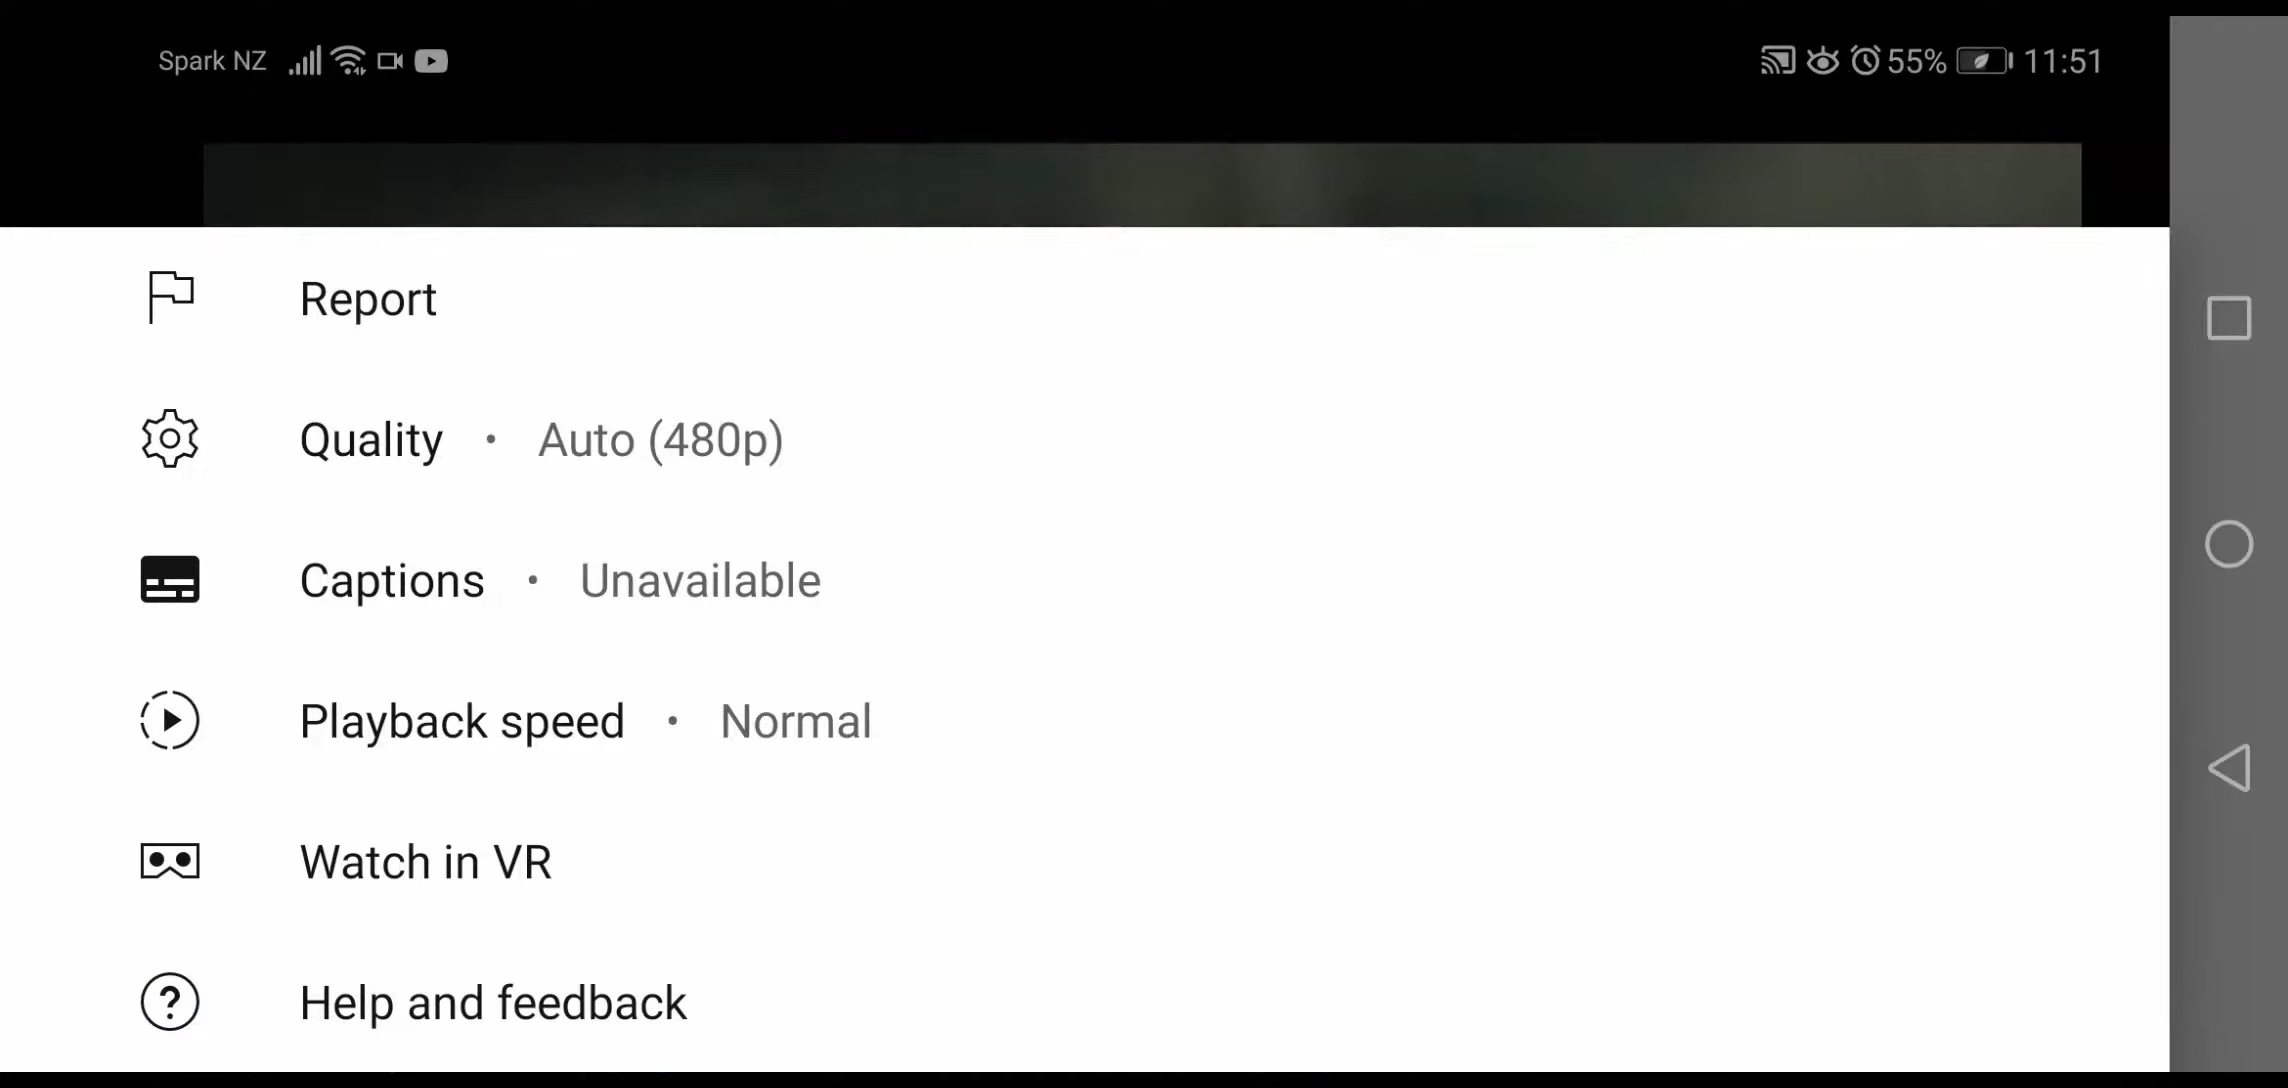 Spark NZ 55% 11:51
Report
Quality • Auto (480p)
Captions • Unavailable
Playback speed • Normal
Watch in VR
Help and feedback